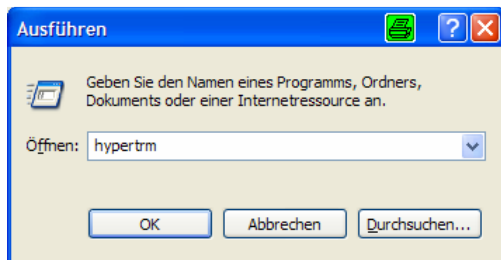 Ausführen
Geben Sie den Namen eines Programms, Ordners,
Dokuments oder einer Internetressource an.
Öffnen: hypertrm
OK Abbrechen Durchsuchen...